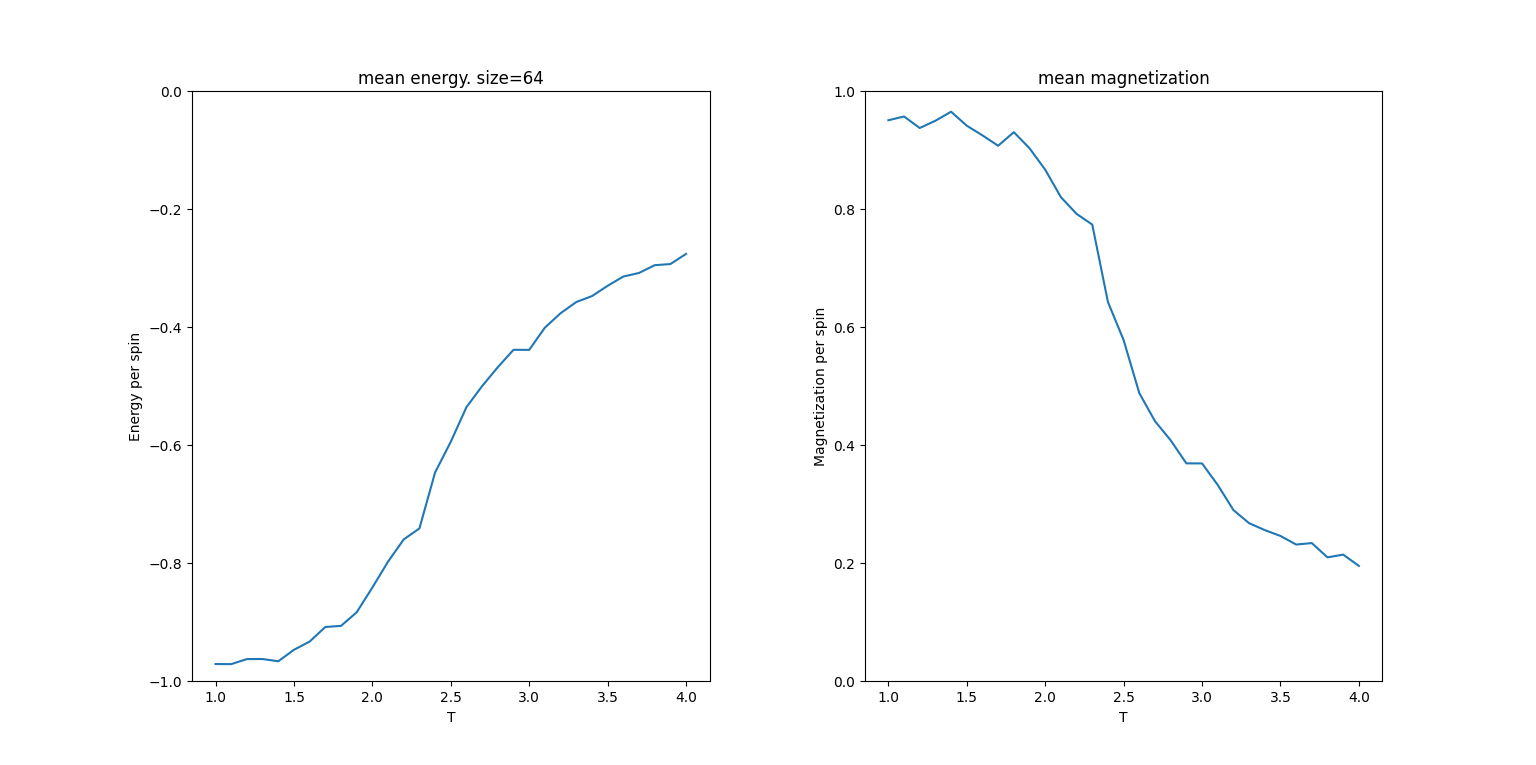 mean energy. size=64
0.0
−0.2
−0.4
−0.6
−0.8
−1.0
Energy per spin
1.0 1.5 2.0 2.5 3.0 3.5 4.0
T
mean magnetization
1.0
0.8
0.6
0.4
0.2
0.0
Magnetization per spin
1.0 1.5 2.0 2.5 3.0 3.5 4.0
T